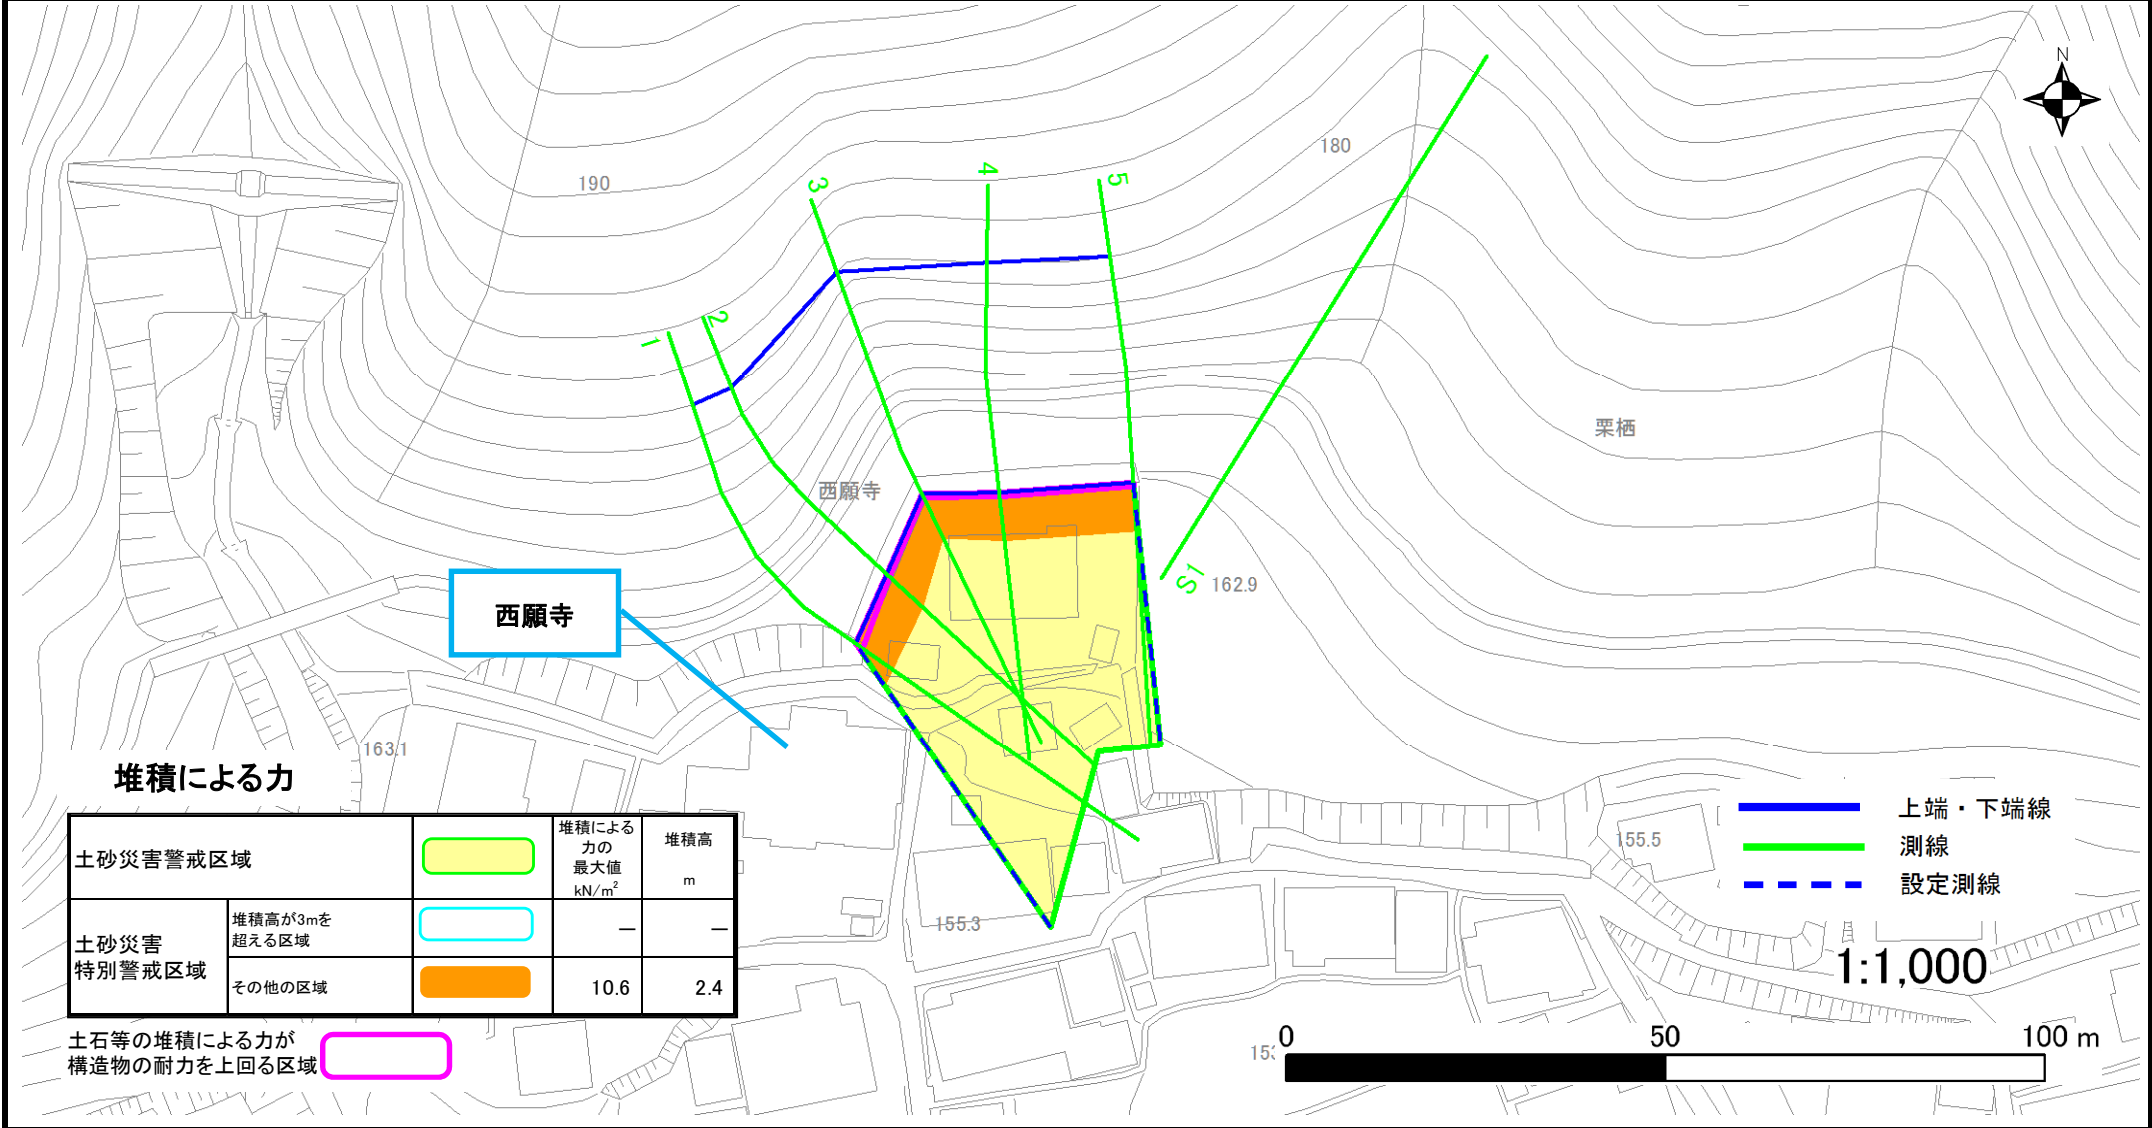 N
180
190
3
4
5
2
1
栗栖
西願寺
S1
162.9
西願寺
163.1
堆積による力
土砂災害警戒区域
堆積による
力の
最大値
kN/m²
堆積高
m
土砂災害
特別警戒区域
堆積高が3mを
超える区域
―
―
その他の区域
10.6
2.4
土石等の堆積による力が
構造物の耐力を上回る区域
155.3
155.5
上端・下端線
測線
設定測線
1:1,000
0
50
100 m